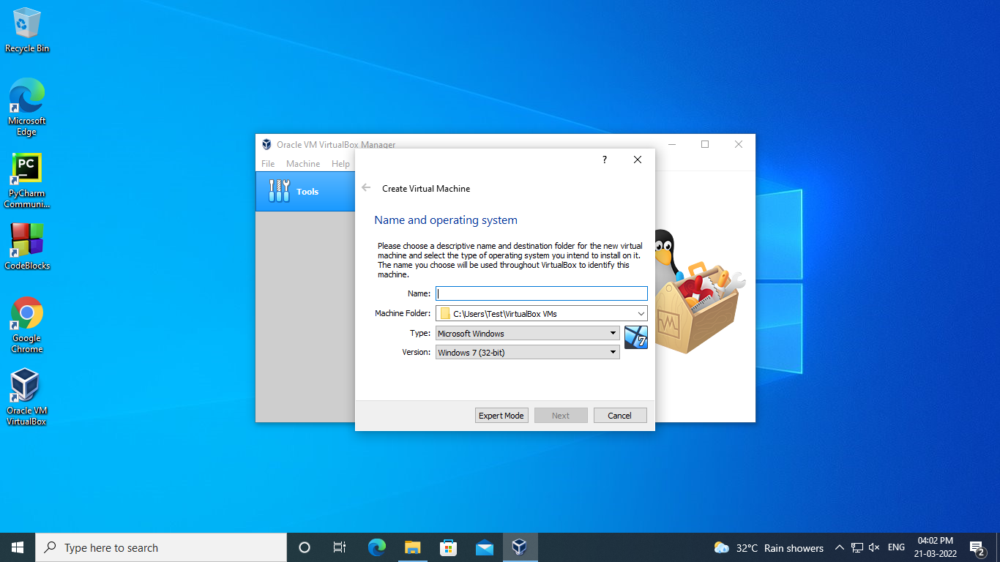 Recycle Bin
Microsoft
Edge
PC
PyCharm
Communi...
CodeBlocks
Google
Chrome
Oracle VM
VirtualBox
Oracle VM VirtualBox Manager
File Machine Help
Tools
?
Create Virtual Machine
Name and operating system
Please choose a descriptive name and destination folder for the new virtual
machine and select the type of operating system you intend to install on it.
The name you choose will be used throughout VirtualBox to identify this
machine.
Name:
Machine Folder: C:\Users\Test\VirtualBox VMs
Type: Microsoft Windows
7
Version: Windows 7 (32-bit)
Expert Mode Next Cancel
Type here to search
32°C Rain showers
ENG
04:02 PM
21-03-2022
2